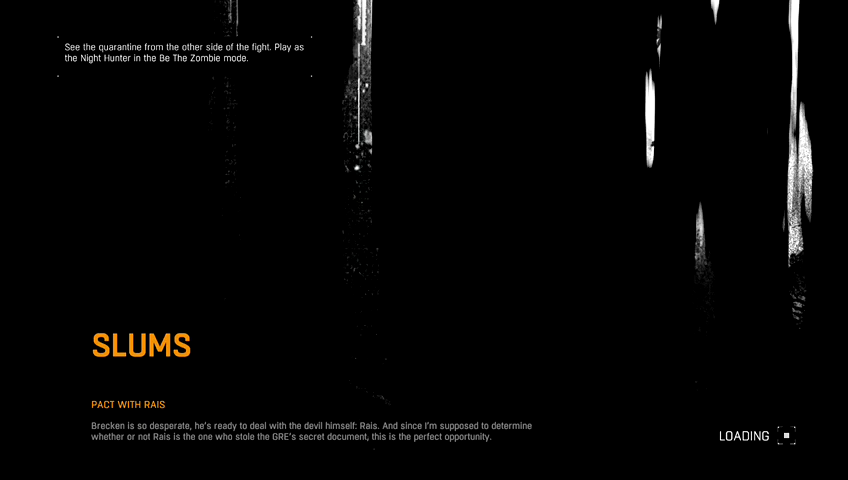 See the quarantine from the other side of the fight. Play as
the Night Hunter in the Be The Zombie mode.
SLUMS
PACT WITH RAIS
Brecken is so desperate, he's ready to deal with the devil himself: Rais. And since I'm supposed to determine
whether or not Rais is the one who stole the GRE's secret document, this is the perfect opportunity.
LOADING